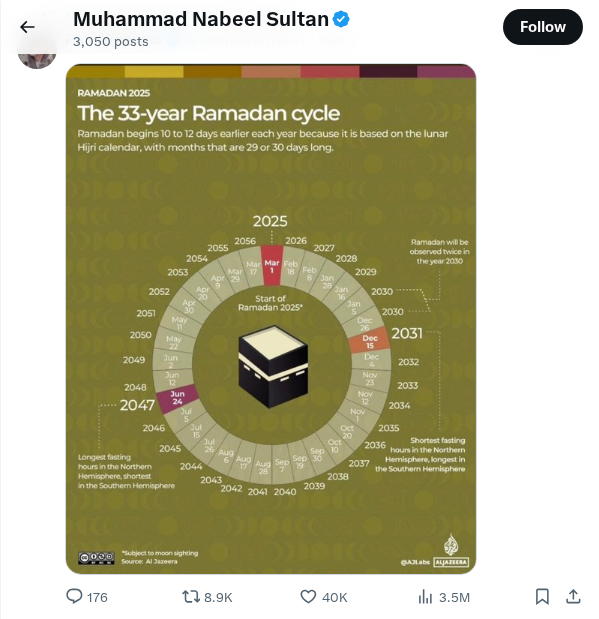 Muhammad Nabeel Sultan
3,050 posts
Follow
RAMADAN 2025
The 33-year Ramadan cycle
Ramadan begins 10 to 12 days earlier each year because it is based on the lunar
Hijri calendar, with months that are 29 or 30 days long.
2025
Mar 1
2026
Feb 18
2027
Feb 8
2028
Jan 28
2029
Jan 16
2030
Jan 5
2030
Dec 26
2031
Dec 15
2032
Dec 4
2033
Nov 23
2034
Nov 12
2035
Nov 1
2036
Oct 20
2037
Oct 10
2038
Sep 30
2039
Sep 19
2040
Sep 7
2041
Aug 28
2042
Aug 17
2043
Aug 6
2044
Jul 26
2045
Jul 15
2046
Jul 5
2047
Jun 24
2048
Jun 12
2049
Jun 2
2050
May 22
2051
May 11
2052
Apr 30
2053
Apr 20
2054
Apr 9
2055
Mar 29
2056
Mar 17
Start of
Ramadan 2025*
Ramadan will be
observed twice in
the year 2030
Shortest fasting
hours in the Northern
Hemisphere, longest in
the Southern Hemisphere
Longest fasting
hours in the Northern
Hemisphere, shortest
in the Southern Hemisphere
*Subject to moon sighting
Source: Al Jazeera
@AJLabs ALJAZEERA
176
8.9K
40K
3.5M